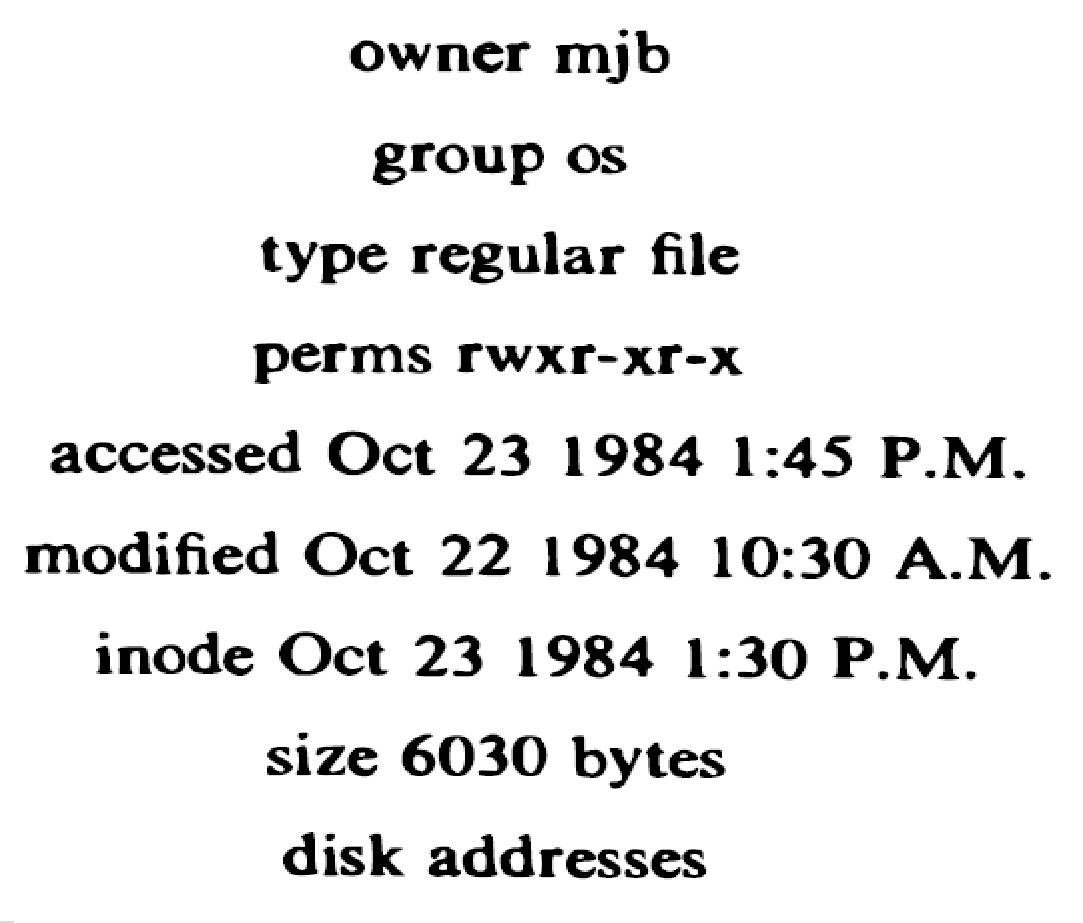 owner mjb
group os
type regular file
perms rwxr-xr-x
accessed Oct 23 1984 1:45 P.M.
modified Oct 22 1984 10:30 A.M.
inode Oct 23 1984 1:30 P.M.
size 6030 bytes
disk addresses